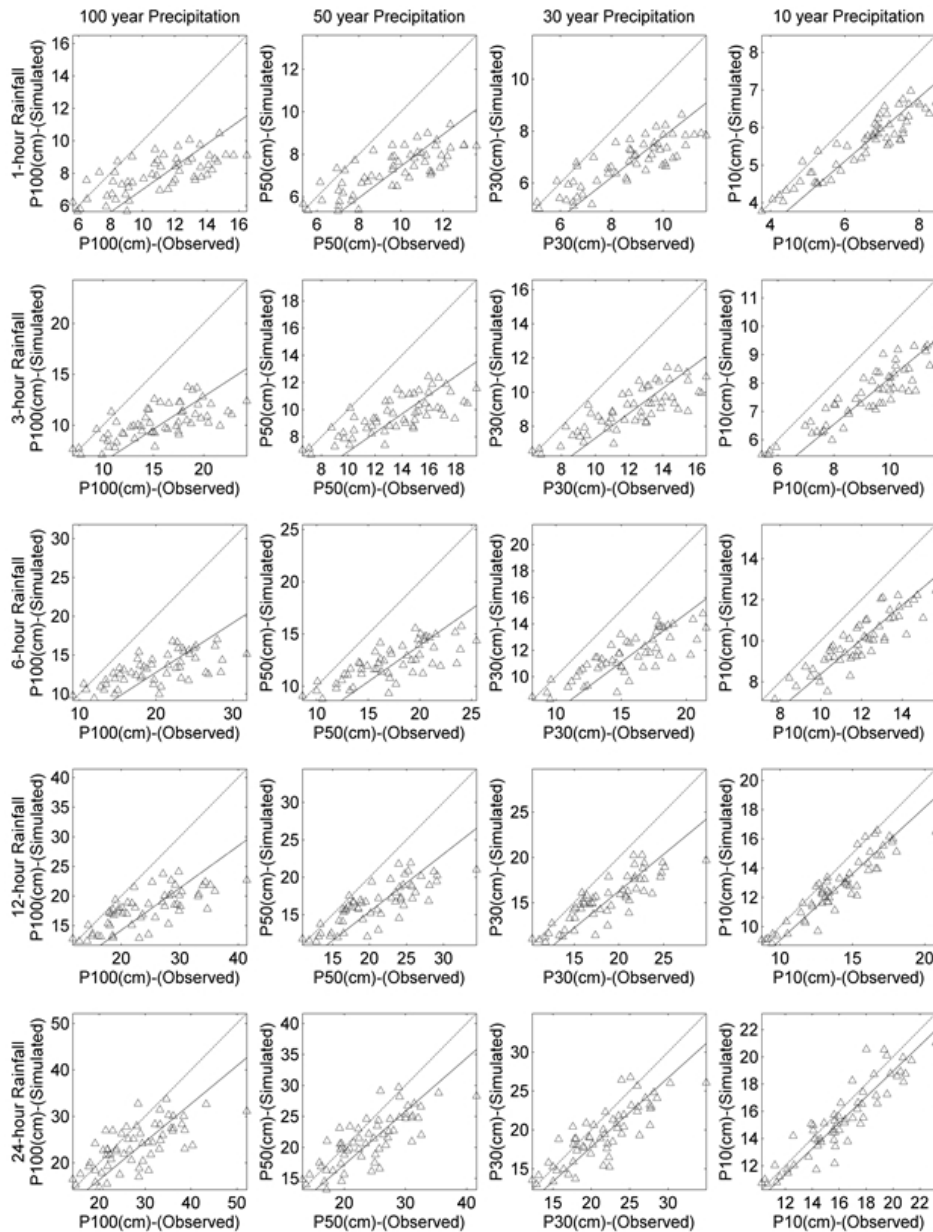 100 year Precipitation 50 year Precipitation 30 year Precipitation 10 year Precipitation
1-hour Rainfall
P100(cm)-(Simulated)
16
14
12
10
8
6
6 8 10 12 14 16
P100(cm)-(Observed)
P50(cm)-(Simulated)
12
10
8
6
6 8 10 12
P50(cm)-(Observed)
P30(cm)-(Simulated)
10
8
6
6 8 10
P30(cm)-(Observed)
P10(cm)-(Simulated)
8
7
6
5
4
4 6 8
P10(cm)-(Observed)
3-hour Rainfall
P100(cm)-(Simulated)
20
15
10
10 15 20
P100(cm)-(Observed)
P50(cm)-(Simulated)
18
16
14
12
10
8
8 10 12 14 16 18
P50(cm)-(Observed)
P30(cm)-(Simulated)
16
14
12
10
8
8 10 12 14 16
P30(cm)-(Observed)
P10(cm)-(Simulated)
11
10
9
8
7
6
6 8 10
P10(cm)-(Observed)
6-hour Rainfall
P100(cm)-(Simulated)
30
25
20
15
10
10 15 20 25 30
P100(cm)-(Observed)
P50(cm)-(Simulated)
25
20
15
10
10 15 20 25
P50(cm)-(Observed)
P30(cm)-(Simulated)
20
18
16
14
12
10
10 15 20
P30(cm)-(Observed)
P10(cm)-(Simulated)
14
12
10
8
8 10 12 14
P10(cm)-(Observed)
12-hour Rainfall
P100(cm)-(Simulated)
40
35
30
25
20
15
20 30 40
P100(cm)-(Observed)
P50(cm)-(Simulated)
30
25
20
15
15 20 25 30
P50(cm)-(Observed)
P30(cm)-(Simulated)
25
20
15
15 20 25
P30(cm)-(Observed)
P10(cm)-(Simulated)
20
18
16
14
12
10
10 15 20
P10(cm)-(Observed)
24-hour Rainfall
P100(cm)-(Simulated)
50
40
30
20
20 30 40 50
P100(cm)-(Observed)
P50(cm)-(Simulated)
40
35
30
25
20
15
20 30 40
P50(cm)-(Observed)
P30(cm)-(Simulated)
30
25
20
15
15 20 25 30
P30(cm)-(Observed)
P10(cm)-(Simulated)
22
20
18
16
14
12
12 14 16 18 20 22
P10(cm)-(Observed)